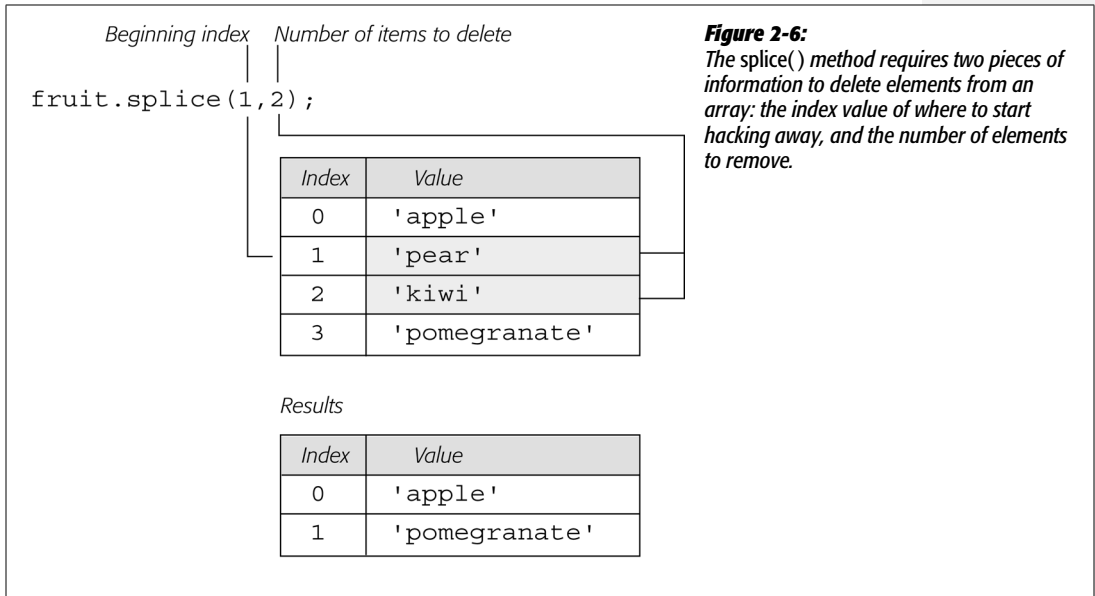 Beginning index Number of items to delete
fruit.splice(1,2);
Index Value
0 'apple'
1 'pear'
2 'kiwi'
3 'pomegranate'
Results
Index Value
0 'apple'
1 'pomegranate'
Figure 2-6:
The splice( ) method requires two pieces of
information to delete elements from an
array: the index value of where to start
hacking away, and the number of elements
to remove.